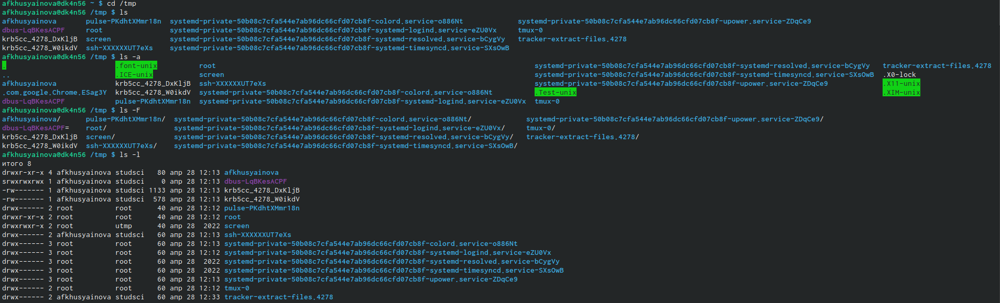 afkhusyainova@dk4n56 ~ $ cd /tmp
afkhusyainova@dk4n56 /tmp $ ls
afkhusyainova       pulse-PKdhtXMmr18n  systemd-private-50b08c7cfa544e7ab96dc66cfd07cb8f-colord.service-o886Nt             systemd-private-50b08c7cfa544e7ab96dc66cfd07cb8f-upower.service-ZDqCe9
dbus-LqBKesACPF     root                systemd-private-50b08c7cfa544e7ab96dc66cfd07cb8f-systemd-logind.service-eZU0Vx     tmux-0
krb5cc_4278_DxKljB  screen              systemd-private-50b08c7cfa544e7ab96dc66cfd07cb8f-systemd-resolved.service-bCygVy   tracker-extract-files.4278
krb5cc_4278_W0ikdV  ssh-XXXXXXUT7eXs    systemd-private-50b08c7cfa544e7ab96dc66cfd07cb8f-systemd-timesyncd.service-SXsOwB
afkhusyainova@dk4n56 /tmp $ ls -a
.                          .font-unix          root                                                                            systemd-private-50b08c7cfa544e7ab96dc66cfd07cb8f-systemd-resolved.service-bCygVy   tracker-extract-files.4278
..                         .ICE-unix           screen                                                                          systemd-private-50b08c7cfa544e7ab96dc66cfd07cb8f-systemd-timesyncd.service-SXsOwB  .X0-lock
afkhusyainova              krb5cc_4278_DxKljB  ssh-XXXXXXUT7eXs                                                                systemd-private-50b08c7cfa544e7ab96dc66cfd07cb8f-upower.service-ZDqCe9             .X11-unix
.com.google.Chrome.ESag3Y  krb5cc_4278_W0ikdV  systemd-private-50b08c7cfa544e7ab96dc66cfd07cb8f-colord.service-o886Nt          .Test-unix                                                                         .XIM-unix
dbus-LqBKesACPF            pulse-PKdhtXMmr18n  systemd-private-50b08c7cfa544e7ab96dc66cfd07cb8f-systemd-logind.service-eZU0Vx  tmux-0
afkhusyainova@dk4n56 /tmp $ ls -F
afkhusyainova/      pulse-PKdhtXMmr18n/  systemd-private-50b08c7cfa544e7ab96dc66cfd07cb8f-colord.service-o886Nt/             systemd-private-50b08c7cfa544e7ab96dc66cfd07cb8f-upower.service-ZDqCe9/
dbus-LqBKesACPF=    root/                systemd-private-50b08c7cfa544e7ab96dc66cfd07cb8f-systemd-logind.service-eZU0Vx/     tmux-0/
krb5cc_4278_DxKljB  screen/              systemd-private-50b08c7cfa544e7ab96dc66cfd07cb8f-systemd-resolved.service-bCygVy/   tracker-extract-files.4278/
krb5cc_4278_W0ikdV  ssh-XXXXXXUT7eXs/    systemd-private-50b08c7cfa544e7ab96dc66cfd07cb8f-systemd-timesyncd.service-SXsOwB/
afkhusyainova@dk4n56 /tmp $ ls -l
итого 8
drwxr-xr-x 4 afkhusyainova studsci   80 апр 28 12:13 afkhusyainova
srwxrwxrwx 1 afkhusyainova studsci    0 апр 28 12:13 dbus-LqBKesACPF
-rw------- 1 afkhusyainova studsci 1133 апр 28 12:13 krb5cc_4278_DxKljB
-rw------- 1 afkhusyainova studsci  578 апр 28 12:13 krb5cc_4278_W0ikdV
drwx------ 2 root          root      40 апр 28 12:12 pulse-PKdhtXMmr18n
drwxr-xr-x 2 root          root      40 апр 28 12:12 root
drwxrwxr-x 2 root          utmp      40 апр 28  2022 screen
drwx------ 2 afkhusyainova studsci   60 апр 28 12:13 ssh-XXXXXXUT7eXs
drwx------ 3 root          root      60 апр 28 12:13 systemd-private-50b08c7cfa544e7ab96dc66cfd07cb8f-colord.service-o886Nt
drwx------ 3 root          root      60 апр 28 12:12 systemd-private-50b08c7cfa544e7ab96dc66cfd07cb8f-systemd-logind.service-eZU0Vx
drwx------ 3 root          root      60 апр 28  2022 systemd-private-50b08c7cfa544e7ab96dc66cfd07cb8f-systemd-resolved.service-bCygVy
drwx------ 3 root          root      60 апр 28  2022 systemd-private-50b08c7cfa544e7ab96dc66cfd07cb8f-systemd-timesyncd.service-SXsOwB
drwx------ 3 root          root      60 апр 28 12:13 systemd-private-50b08c7cfa544e7ab96dc66cfd07cb8f-upower.service-ZDqCe9
drwx------ 2 root          root      60 апр 28 12:12 tmux-0
drwx------ 2 afkhusyainova studsci   60 апр 28 12:33 tracker-extract-files.4278